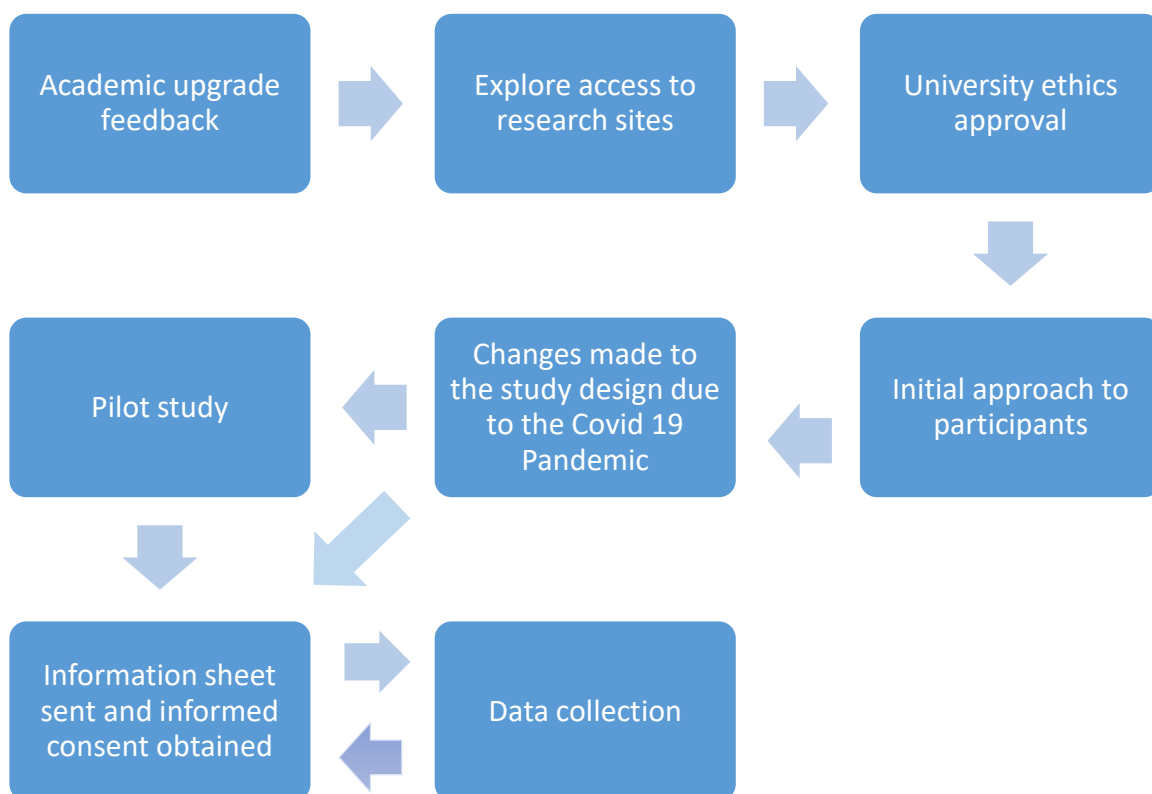 Academic upgrade
feedback
Explore access to
research sites
University ethics
approval
Initial approach to
participants
Changes made to
the study design due
to the Covid 19
Pandemic
Pilot study
Information sheet
sent and informed
consent obtained
Data collection